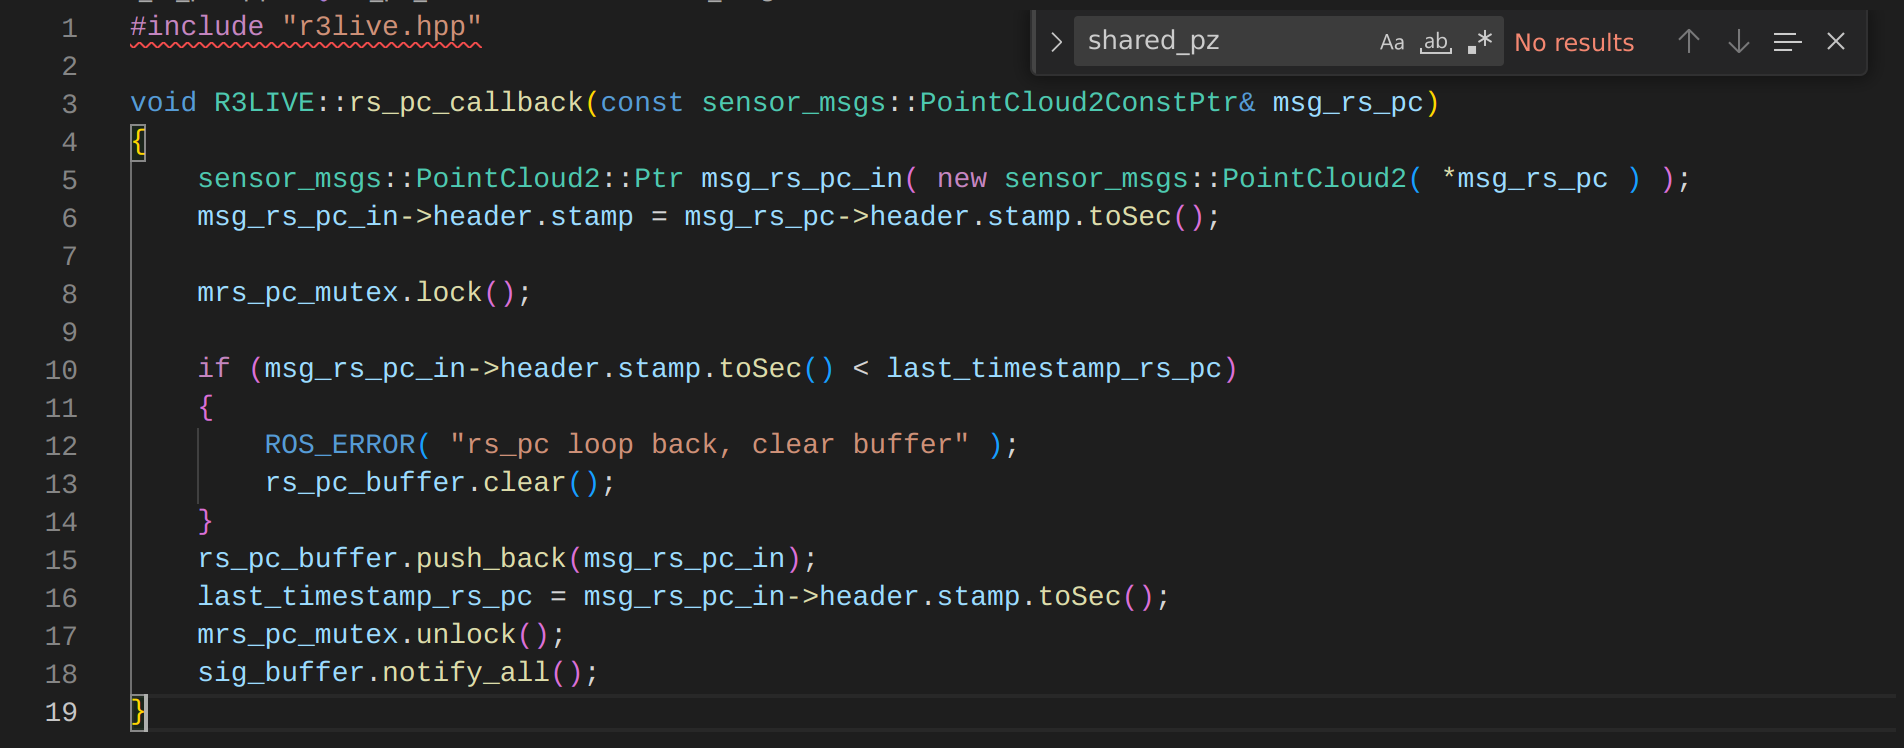 1 #include "r3live.hpp"
shared_pz Aa ab .* No results
2
3 void R3LIVE::rs_pc_callback(const sensor_msgs::PointCloud2ConstPtr& msg_rs_pc)
4 {
5 sensor_msgs::PointCloud2::Ptr msg_rs_pc_in( new sensor_msgs::PointCloud2( *msg_rs_pc ) );
6 msg_rs_pc_in->header.stamp = msg_rs_pc->header.stamp.toSec();
7
8 mrs_pc_mutex.lock();
9
10 if (msg_rs_pc_in->header.stamp.toSec() < last_timestamp_rs_pc)
11 {
12 ROS_ERROR( "rs_pc loop back, clear buffer" );
13 rs_pc_buffer.clear();
14 }
15 rs_pc_buffer.push_back(msg_rs_pc_in);
16 last_timestamp_rs_pc = msg_rs_pc_in->header.stamp.toSec();
17 mrs_pc_mutex.unlock();
18 sig_buffer.notify_all();
19 }